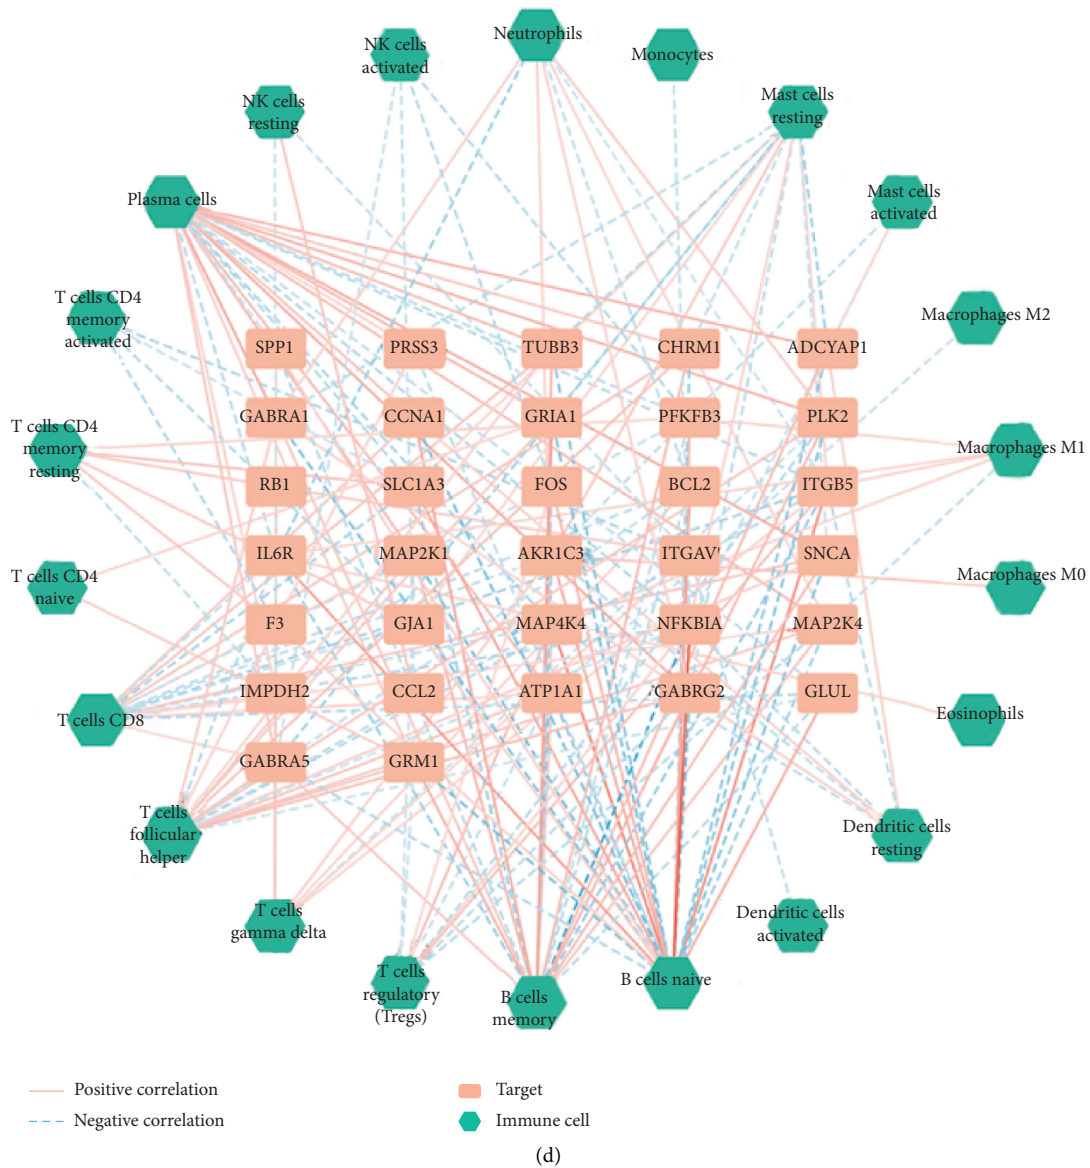 Neutrophils
NK cells
activated
Monocytes
NK cells
resting
Mast cells
resting
Plasma cells
Mast cells
activated
T cells CD4
memory
activated
Macrophages M2
SPP1
PRSS3
TUBB3
CHRM1
ADCYAP1
GABRA1
CCNA1
GRIA1
PFKFB3
PLK2
T cells CD4
memory
resting
Macrophages M1
RB1
SLC1A3
FOS
BCL2
ITGB5
IL6R
MAP2K1
AKR1C3
ITGAV
SNCA
T cells CD4
naive
Macrophages M0
F3
GJA1
MAP4K4
NFKBIA
MAP2K4
IMPDH2
CCL2
ATP1A1
GABRG2
GLUL
T cells CD8
Eosinophils
GABRA5
GRM1
T cells
follicular
helper
Dendritic cells
resting
T cells
gamma delta
Dendritic cells
activated
T cells
regulatory
(Tregs)
B cells
memory
B cells naive
Positive correlation
Negative correlation
Target
Immune cell
(d)